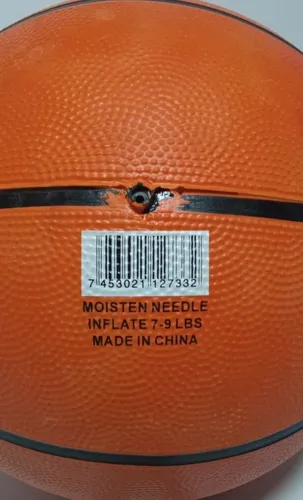 7 453021 127332
MOISTEN NEEDLE
INFLATE 7-9 LBS
MADE IN CHINA